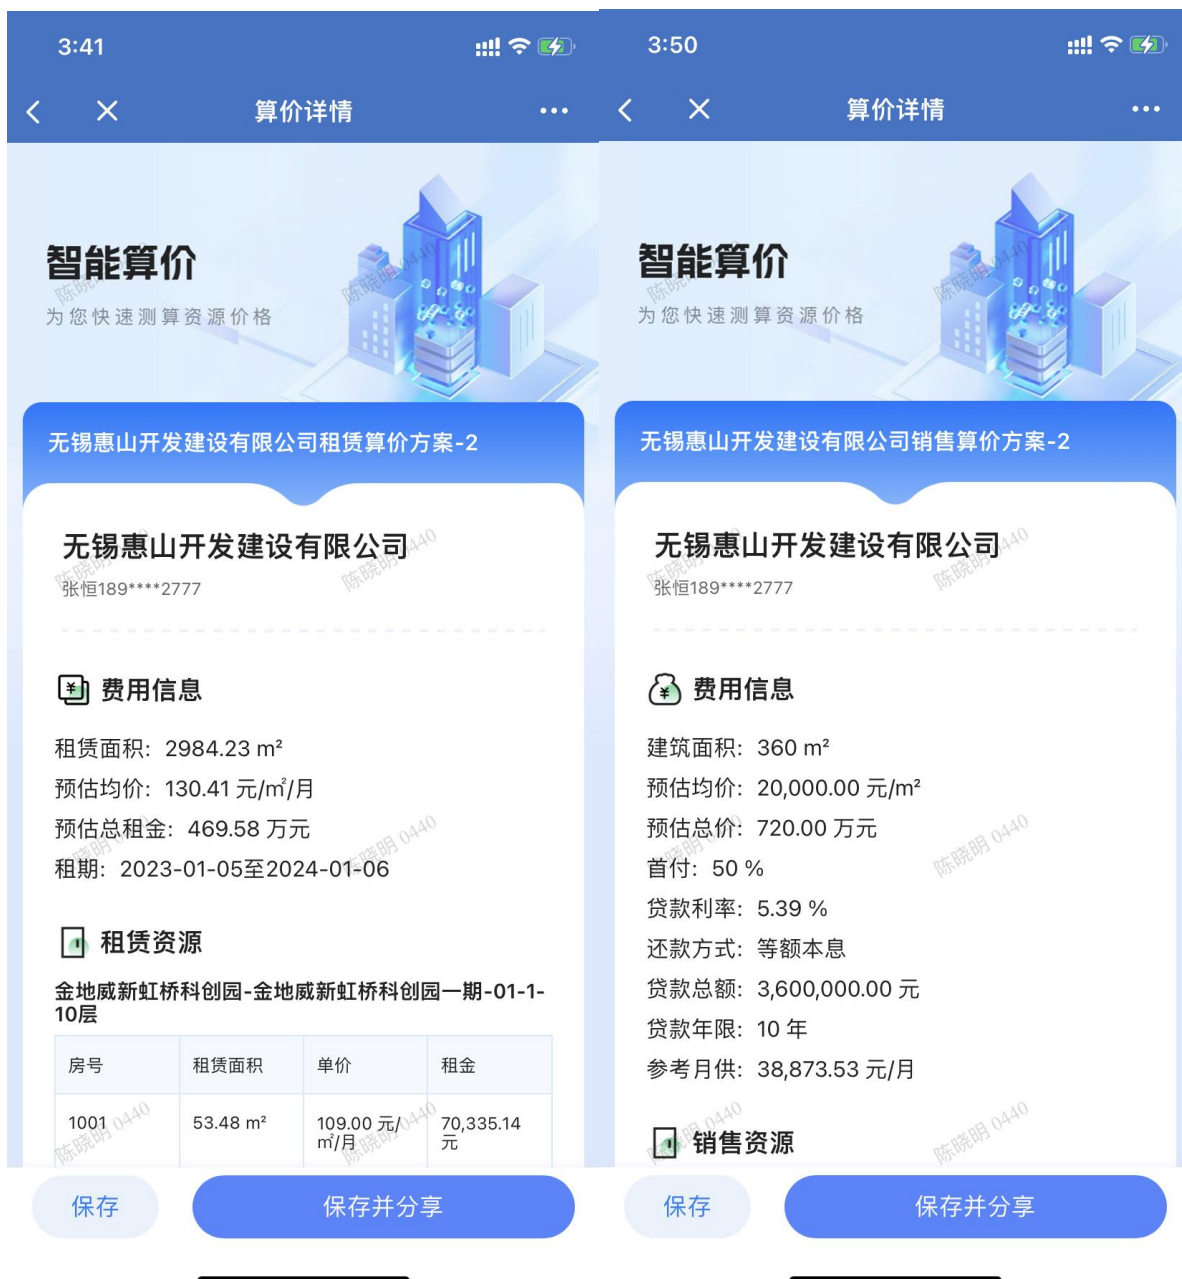 3:41
算价详情
智能算价
为您快速测算资源价格
无锡惠山开发建设有限公司租赁算价方案-2
无锡惠山开发建设有限公司
张恒189****2777
费用信息
租赁面积: 2984.23 m²
预估均价: 130.41 元/㎡/月
预估总租金: 469.58 万元
租期: 2023-01-05至2024-01-06
租赁资源
金地威新虹桥科创园-金地威新虹桥科创园一期-01-1-
10层
房号 租赁面积 单价 租金
1001 53.48 m² 109.00 元/ 70,335.14
㎡/月 元
保存 保存并分享
3:50
算价详情
智能算价
为您快速测算资源价格
无锡惠山开发建设有限公司销售算价方案-2
无锡惠山开发建设有限公司
张恒189****2777
费用信息
建筑面积: 360 m²
预估均价: 20,000.00 元/m²
预估总价: 720.00 万元
首付: 50 %
贷款利率: 5.39 %
还款方式: 等额本息
贷款总额: 3,600,000.00 元
贷款年限: 10 年
参考月供: 38,873.53 元/月
销售资源
保存 保存并分享
陈晓明 0440